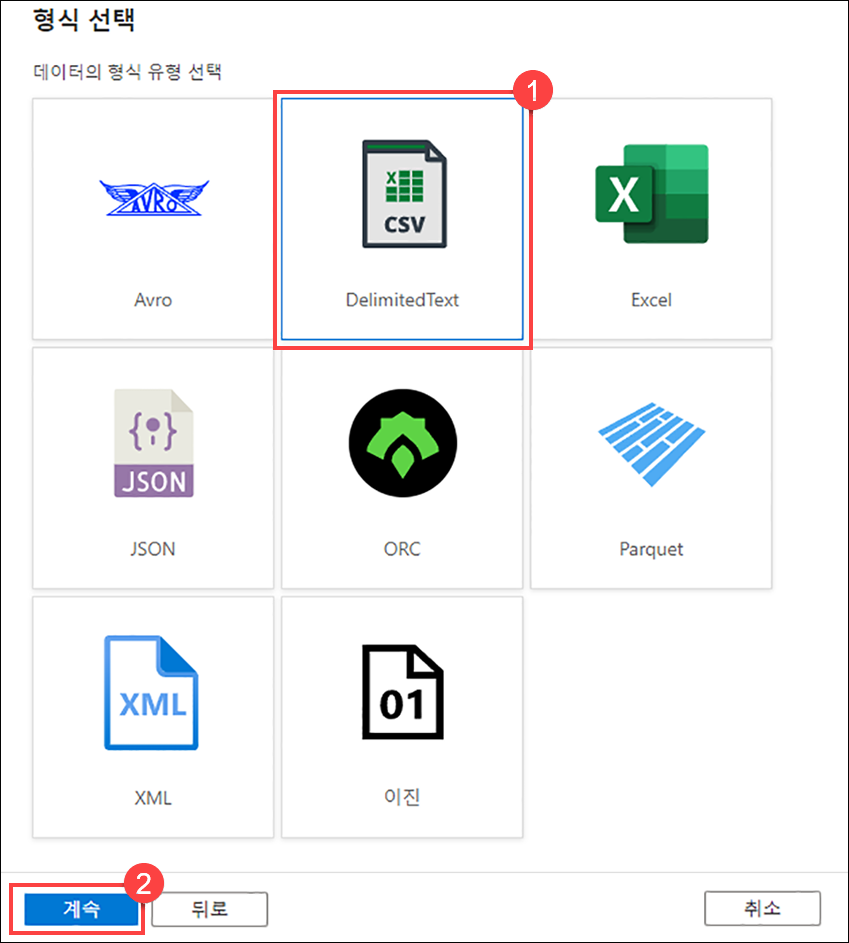 형식 선택
데이터의 형식 유형 선택
1
AVRO
X
CSV
X
Avro
DelimitedText
Excel
{ }
JSON
JSON
ORC
Parquet
XML
01
XML
이진
2
계속
뒤로
취소